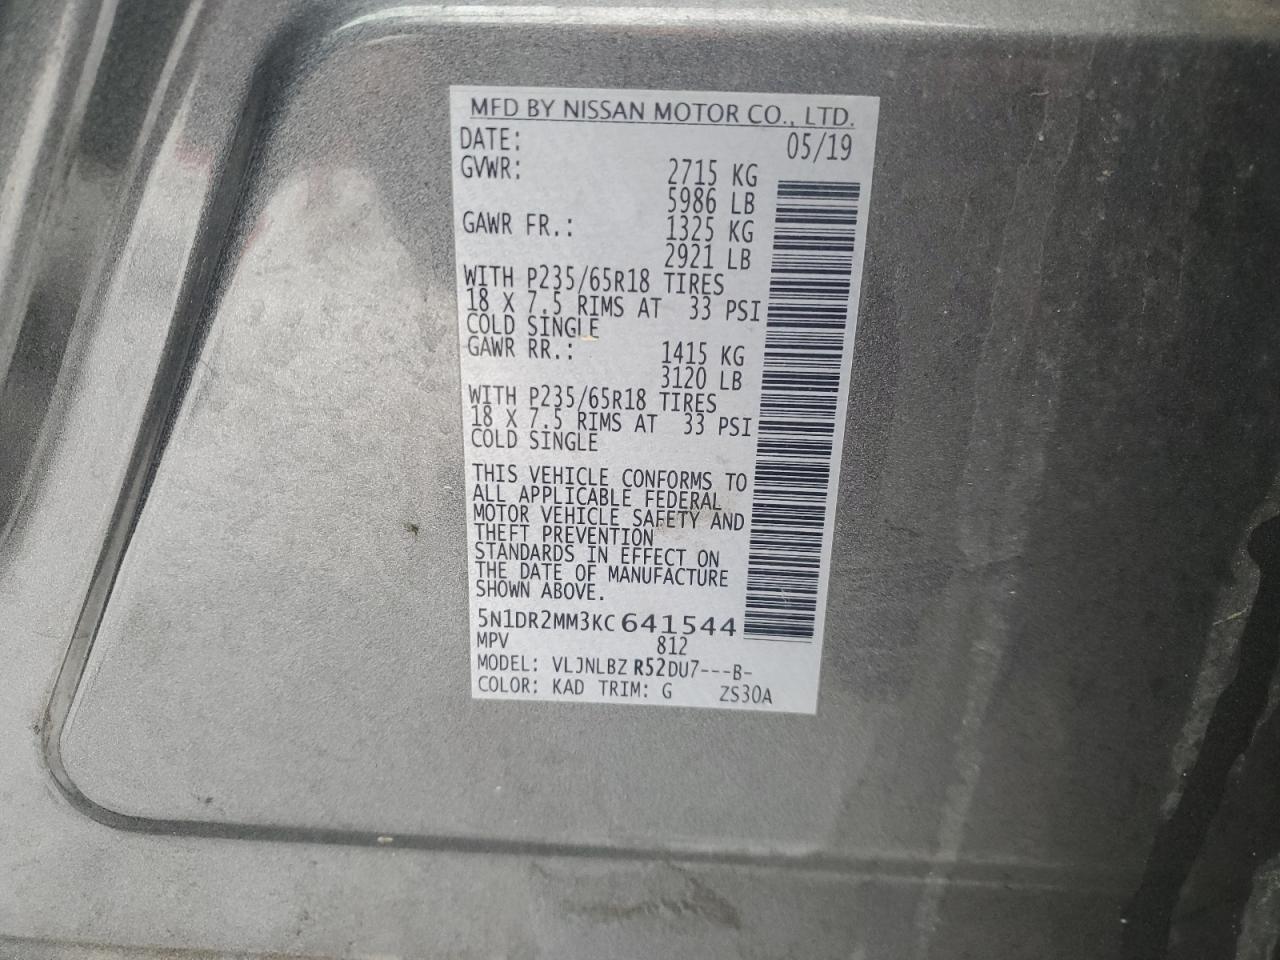 MFD BY NISSAN MOTOR CO., LTD.
DATE: 05/19
GVWR: 2715 KG
5986 LB
GAWR FR.: 1325 KG
2921 LB
WITH P235/65R18 TIRES
18 X 7.5 RIMS AT 33 PSI
COLD SINGLE
GAWR RR.: 1415 KG
3120 LB
WITH P235/65R18 TIRES
18 X 7.5 RIMS AT 33 PSI
COLD SINGLE
THIS VEHICLE CONFORMS TO
ALL APPLICABLE FEDERAL
MOTOR VEHICLE SAFETY AND
THEFT PREVENTION
STANDARDS IN EFFECT ON
THE DATE OF MANUFACTURE
SHOWN ABOVE.
5N1DR2MM3KC641544
MPV 812
MODEL: VLJNLBZ R52DU7---B-
COLOR: KAD TRIM: G ZS30A